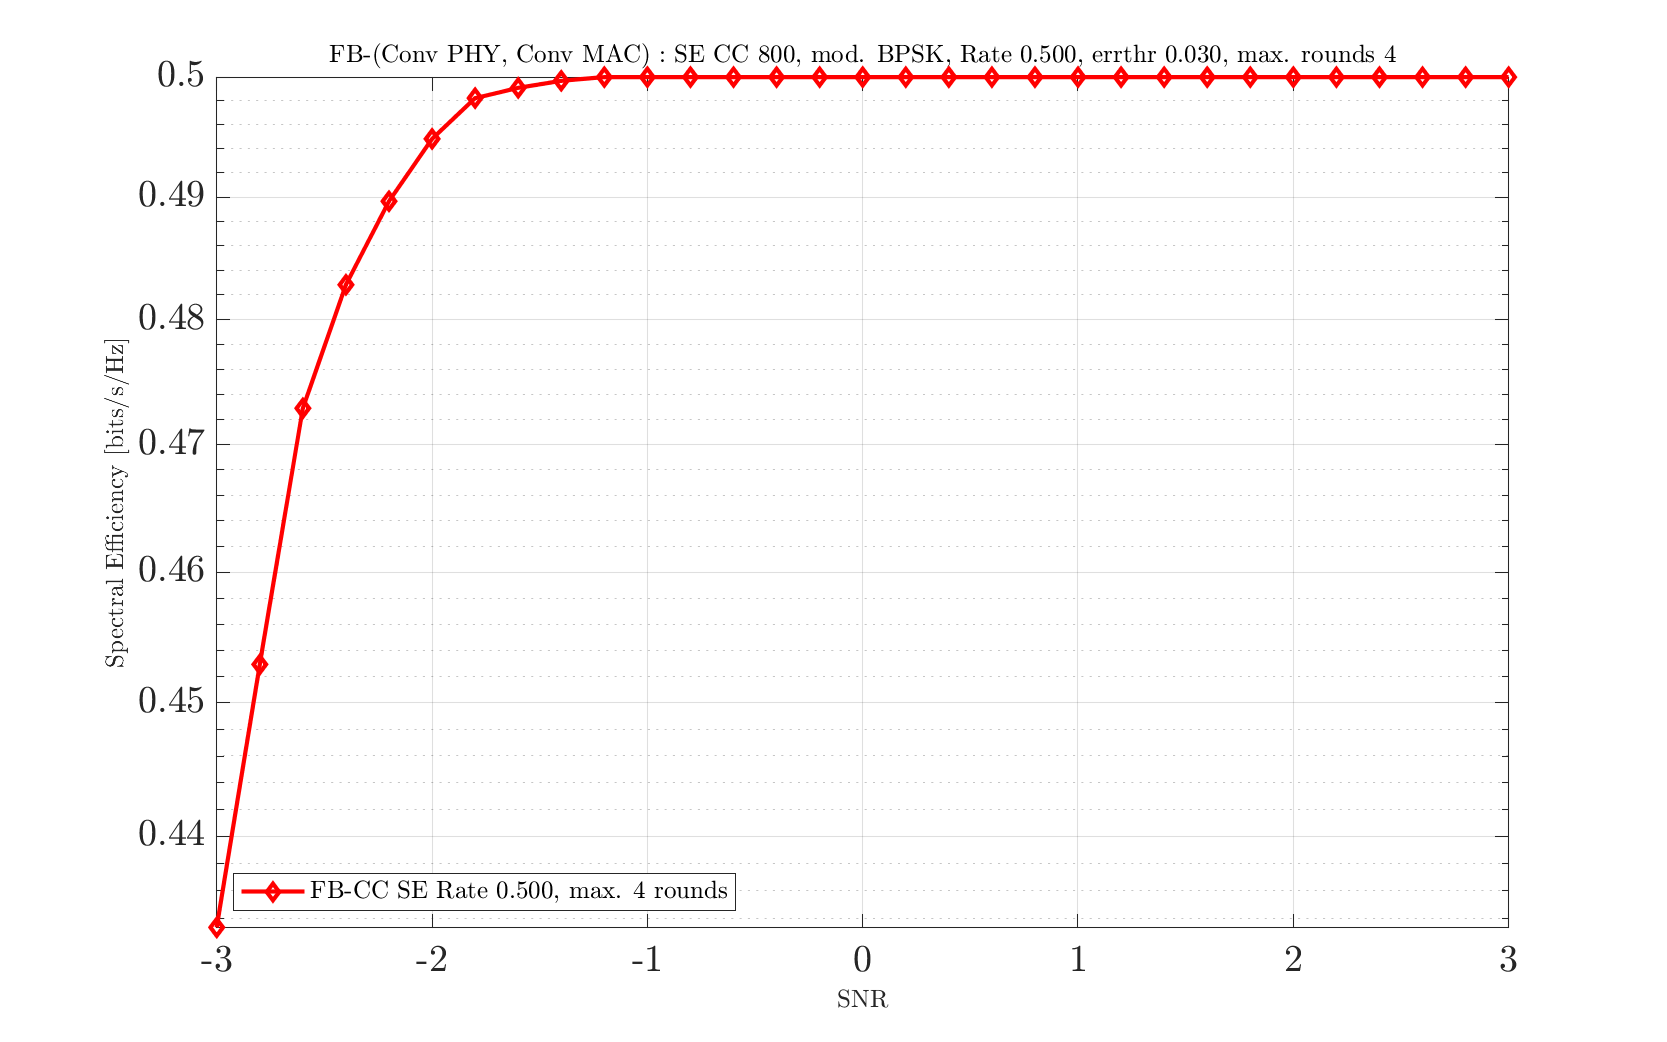 FB-(Conv PHY, Conv MAC) : SE CC 800, mod. BPSK, Rate 0.500, errthr 0.030, max. rounds 4
0.5
0.49
0.48
0.47
0.46
0.45
0.44
Spectral Efficiency [bits/s/Hz]
FB-CC SE Rate 0.500, max. 4 rounds
-3 -2 -1 0 1 2 3
SNR